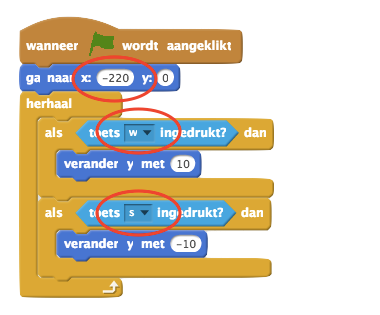 wanneer wordt aangeklikt
ga naar x: -220 y: 0
herhaal
als toets w ingedrukt? dan
verander y met 10
als toets s ingedrukt? dan
verander y met -10